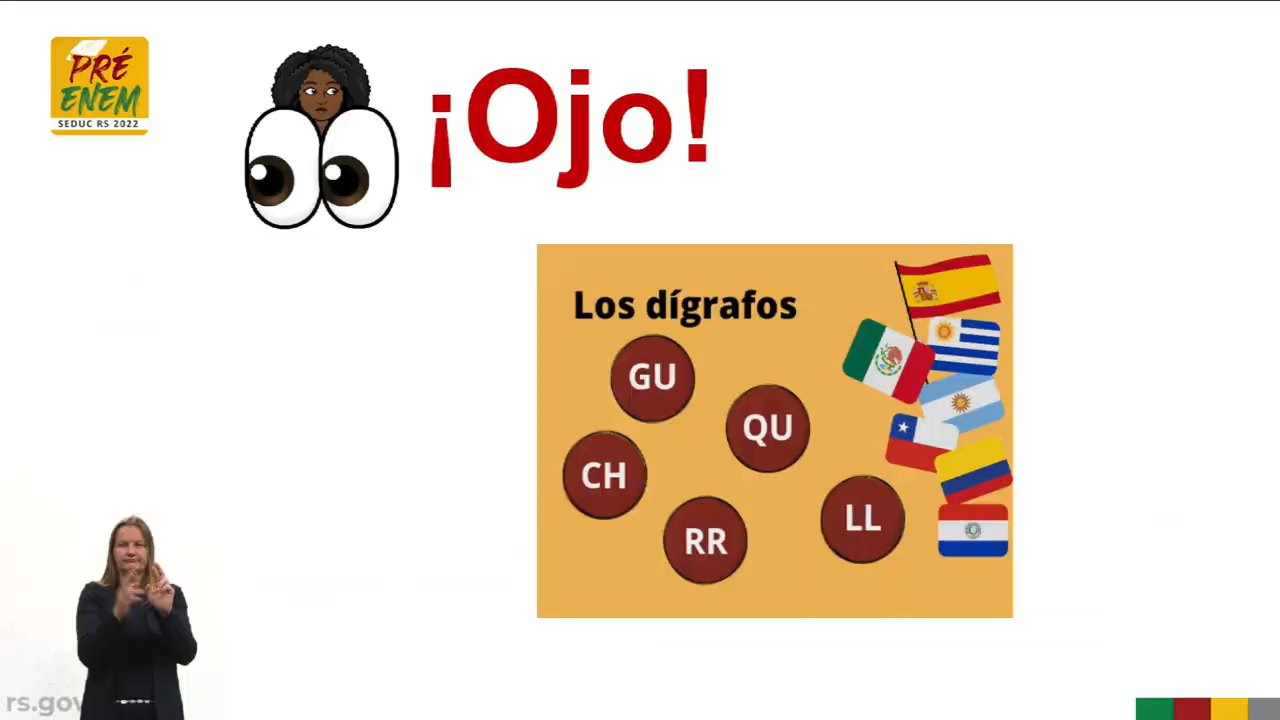 PRÉ
ENEM
SEDUC RS 2022
¡Ojo!
Los dígrafos
GU
QU
CH
LL
RR
rs.gov